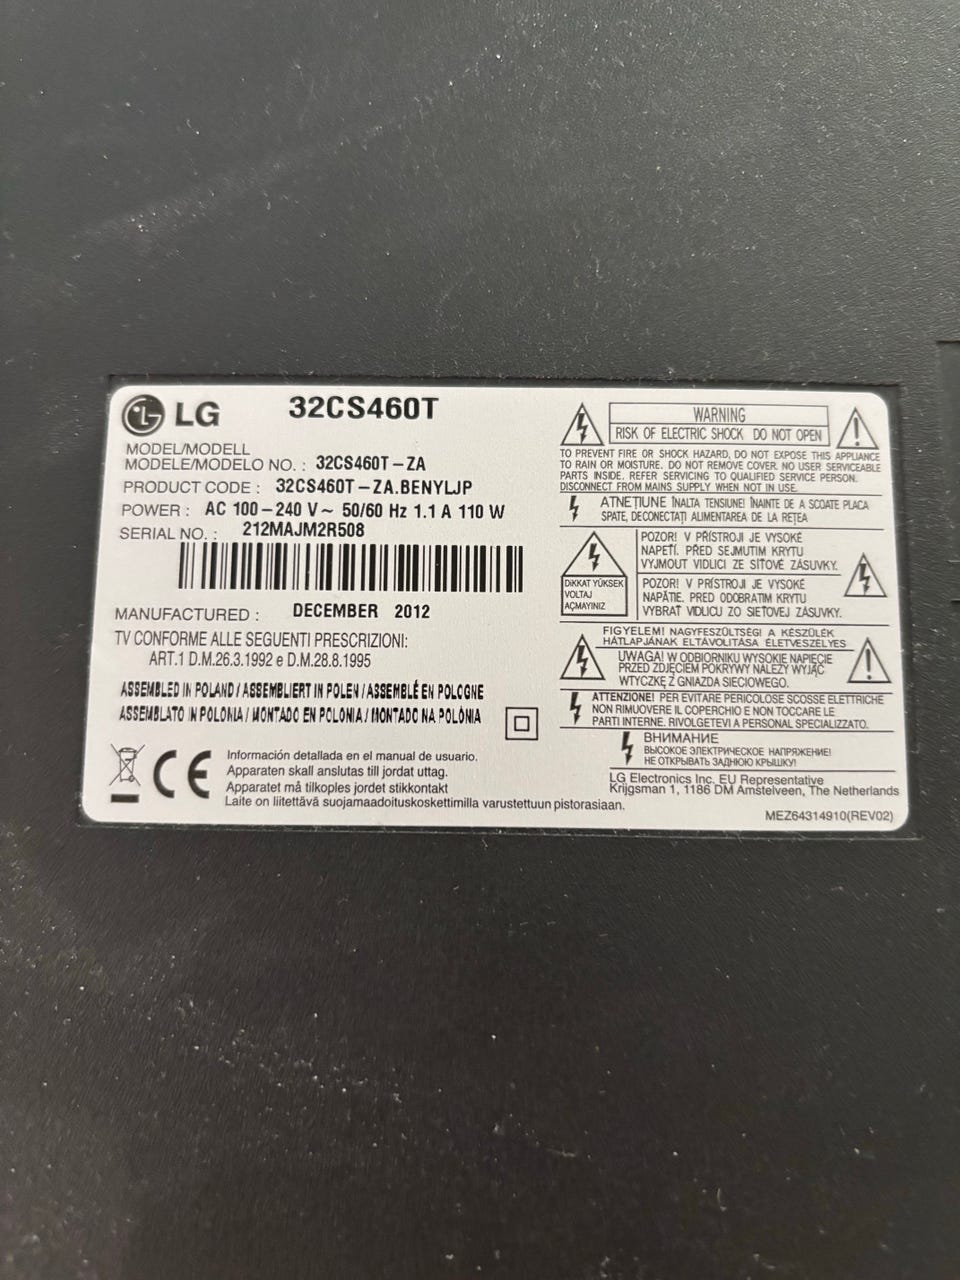 LG
32CS460T
MODEL/MODELL
MODELE/MODELO NO. : 32CS460T-ZA
PRODUCT CODE : 32CS460T-ZA.BENYLJP
POWER : AC 100-240 V~ 50/60 Hz 1.1 A 110 W
SERIAL NO. : 212MAJM2R508
MANUFACTURED : DECEMBER 2012
TV CONFORME ALLE SEGUENTI PRESCRIZIONI:
ART.1 D.M.26.3.1992 e D.M.28.8.1995
ASSEMBLED IN POLAND / ASSEMBLIERT IN POLEN / ASSEMBLÉ EN POLOGNE
ASSEMBLATO IN POLONIA / MONTADO EN POLONIA / MONTADO NA POLÔNIA
CE
Información detallada en el manual de usuario.
Apparaten skall anslutas till jordat uttag.
Apparatet må tilkoples jordet stikkontakt
Laite on liitettävä suojamaadoituskoskettimilla varustettuun pistorasiaan.
WARNING
RISK OF ELECTRIC SHOCK DO NOT OPEN
TO PREVENT FIRE OR SHOCK HAZARD, DO NOT EXPOSE THIS APPLIANCE
TO RAIN OR MOISTURE. DO NOT REMOVE COVER. NO USER SERVICEABLE
PARTS INSIDE. REFER SERVICING TO QUALIFIED SERVICE PERSON.
DISCONNECT FROM MAINS SUPPLY WHEN NOT IN USE.
ATNEŢIUNE ÎNALTA TENSIUNE! ÎNAINTE DE A SCOATE PLACA
SPATE, DECONECTAŢI ALIMENTAREA DE LA REŢEA
DiKKAT YÜKSEK
VOLTAJ
AÇMAYINIZ
POZOR! V PŘÍSTROJI JE VYSOKÉ
NAPETÍ. PŘED SEJMUTIM KRYTU
VYJMOUT VIDLICI ZE SÍŤOVÉ ZÁSUVKY.
POZOR! V PRÍSTROJI JE VYSOKÉ
NAPÄTIE. PRED ODOBRATIM KRYTU
VYBRAŤ VIDLICU ZO SIEŤOVEJ ZÁSUVKY.
FIGYELEM! NAGYFESZÜLTSÉG! A KÉSZÜLÉK
HÁTLAPJÁNAK ELTÁVOLÍTÁSA ÉLETVESZÉLYES
UWAGA! W ODBIORNIKU WYSOKIE NAPIĘCIE
PRZED ZDJĘCIEM POKRYWY NALEŻY WYJĄĆ
WTYCZKĘ Z GNIAZDA SIECIOWEGO.
ATTENZIONE! PER EVITARE PERICOLOSE SCOSSE ELETTRICHE
NON RIMUOVERE IL COPERCHIO E NON TOCCARE LE
PARTI INTERNE. RIVOLGETEVI A PERSONAL SPECIALIZZATO.
ВНИМАНИЕ
ВЫСОКОЕ ЭЛЕКТРИЧЕСКОЕ НАПРЯЖЕНИЕ!
НЕ ОТКРЫВАТЬ ЗАДНЮЮ КРЫШКУ!
LG Electronics Inc. EU Representative
Krijgsman 1, 1186 DM Amstelveen, The Netherlands
MEZ64314910(REV02)